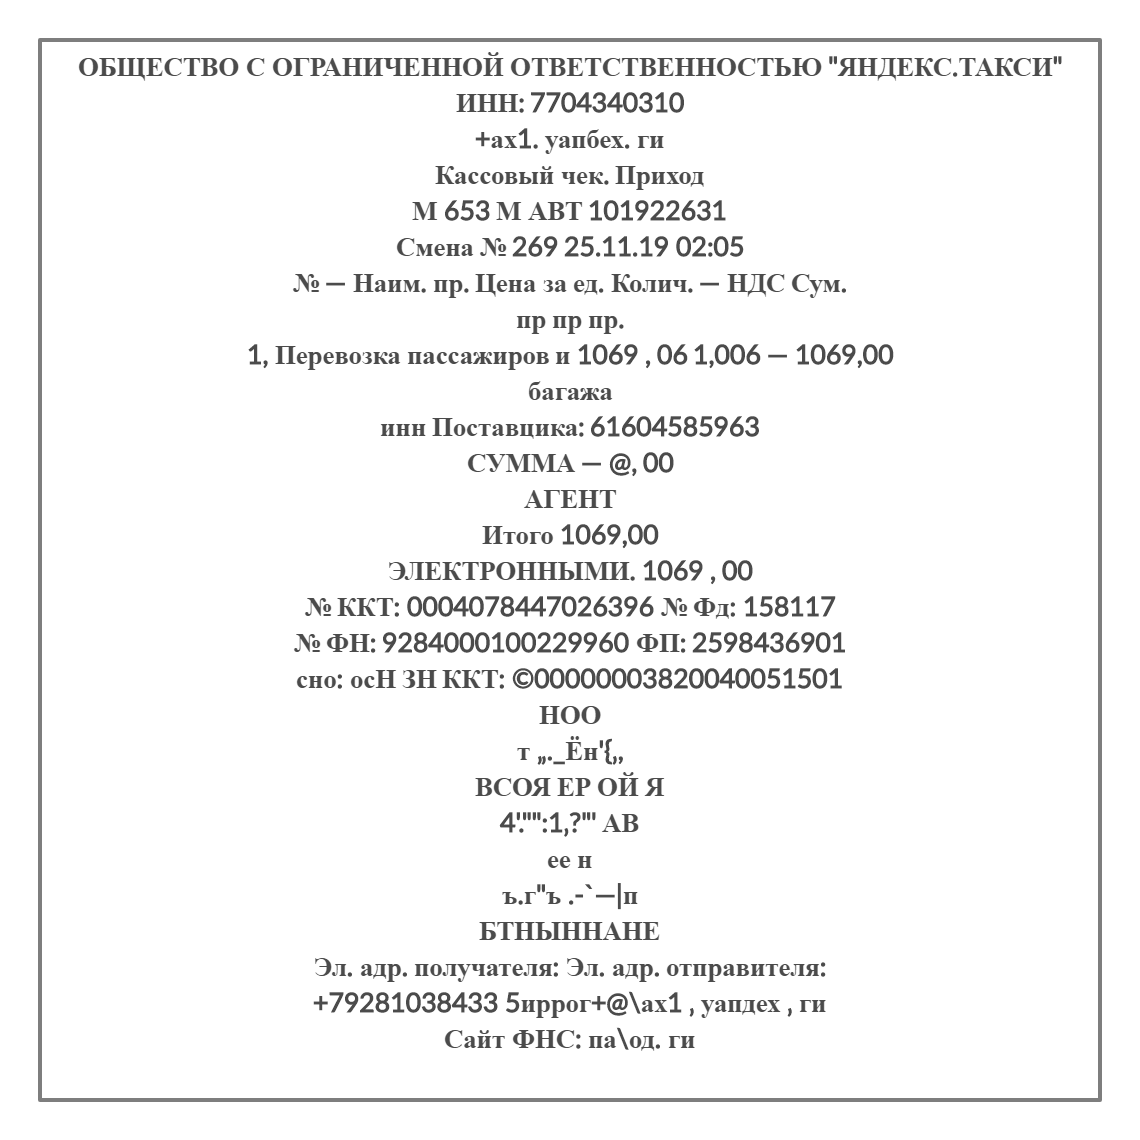 ОБЩЕСТВО С ОГРАНИЧЕННОЙ ОТВЕТСТВЕННОСТЬЮ "ЯНДЕКС.ТАКСИ"
ИНН: 7704340310
+ах1. уапбех. ги
Кассовый чек. Приход
М 653 М АВТ 101922631
Смена № 269 25.11.19 02:05
№ — Наим. пр. Цена за ед. Колич. — НДС Сум.
пр пр пр.
1, Перевозка пассажиров и 1069 , 06 1,006 — 1069,00
багажа
инн Поставцика: 61604585963
СУММА — @, 00
АГЕНТ
Итого 1069,00
ЭЛЕКТРОННЫМИ. 1069 , 00
№ ККТ: 0004078447026396 № Фд: 158117
№ ФН: 9284000100229960 ФП: 2598436901
сно: осН ЗН ККТ: ©00000003820040051501
НОО
т „._Ён'{,,
ВСОЯ ЕР ОЙ Я
4'."":1,?"' АВ
ее н
ъ.г"ъ .-`—|п
БТНЫННАНЕ
Эл. адр. получателя: Эл. адр. отправителя:
+79281038433 5иррог+@\ах1 , уапдех , ги
Сайт ФНС: па\од. ги